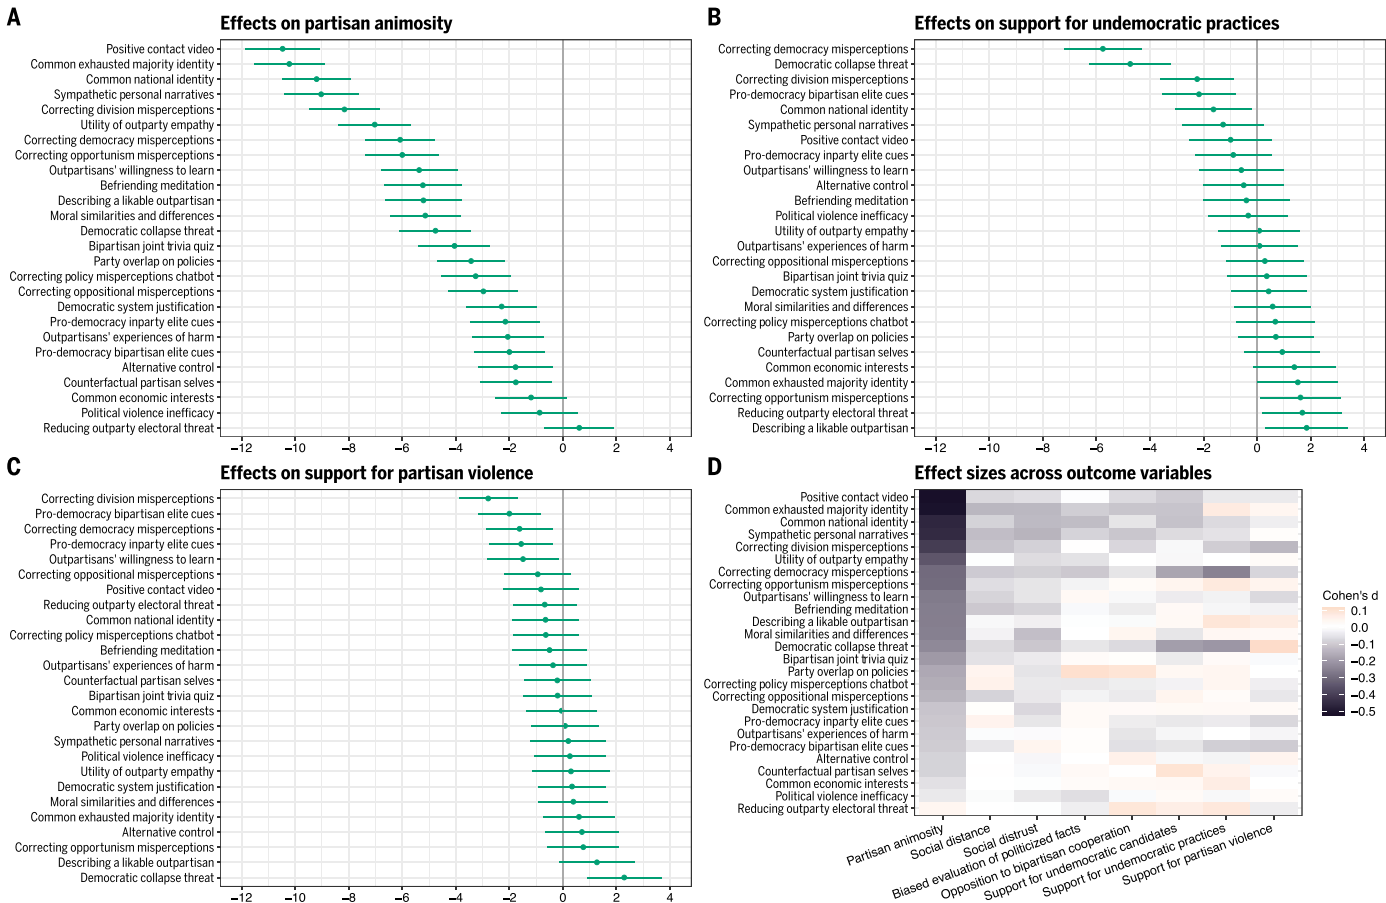 A
Effects on partisan animosity
Positive contact video
Common exhausted majority identity
Common national identity
Sympathetic personal narratives
Correcting division misperceptions
Utility of outparty empathy
Correcting democracy misperceptions
Correcting opportunism misperceptions
Outpartisans' willingness to learn
Befriending meditation
Describing a likable outpartisan
Moral similarities and differences
Democratic collapse threat
Bipartisan joint trivia quiz
Party overlap on policies
Correcting policy misperceptions chatbot
Correcting oppositional misperceptions
Democratic system justification
Pro-democracy inparty elite cues
Outpartisans' experiences of harm
Pro-democracy bipartisan elite cues
Alternative control
Counterfactual partisan selves
Common economic interests
Political violence inefficacy
Reducing outparty electoral threat
−12 −10 −8 −6 −4 −2 0 2 4
B
Effects on support for undemocratic practices
Correcting democracy misperceptions
Democratic collapse threat
Correcting division misperceptions
Pro-democracy bipartisan elite cues
Common national identity
Sympathetic personal narratives
Positive contact video
Pro-democracy inparty elite cues
Outpartisans' willingness to learn
Alternative control
Befriending meditation
Political violence inefficacy
Utility of outparty empathy
Outpartisans' experiences of harm
Correcting oppositional misperceptions
Bipartisan joint trivia quiz
Democratic system justification
Moral similarities and differences
Correcting policy misperceptions chatbot
Party overlap on policies
Counterfactual partisan selves
Common economic interests
Common exhausted majority identity
Correcting opportunism misperceptions
Reducing outparty electoral threat
Describing a likable outpartisan
−12 −10 −8 −6 −4 −2 0 2 4
C
Effects on support for partisan violence
Correcting division misperceptions
Pro-democracy bipartisan elite cues
Correcting democracy misperceptions
Pro-democracy inparty elite cues
Outpartisans' willingness to learn
Correcting oppositional misperceptions
Positive contact video
Reducing outparty electoral threat
Common national identity
Correcting policy misperceptions chatbot
Befriending meditation
Outpartisans' experiences of harm
Counterfactual partisan selves
Bipartisan joint trivia quiz
Common economic interests
Party overlap on policies
Sympathetic personal narratives
Political violence inefficacy
Utility of outparty empathy
Democratic system justification
Moral similarities and differences
Common exhausted majority identity
Alternative control
Correcting opportunism misperceptions
Describing a likable outpartisan
Democratic collapse threat
−12 −10 −8 −6 −4 −2 0 2 4
D
Effect sizes across outcome variables
Positive contact video
Common exhausted majority identity
Common national identity
Sympathetic personal narratives
Correcting division misperceptions
Utility of outparty empathy
Correcting democracy misperceptions
Correcting opportunism misperceptions
Outpartisans' willingness to learn
Befriending meditation
Describing a likable outpartisan
Moral similarities and differences
Democratic collapse threat
Bipartisan joint trivia quiz
Party overlap on policies
Correcting policy misperceptions chatbot
Correcting oppositional misperceptions
Democratic system justification
Pro-democracy inparty elite cues
Outpartisans' experiences of harm
Pro-democracy bipartisan elite cues
Alternative control
Counterfactual partisan selves
Common economic interests
Political violence inefficacy
Reducing outparty electoral threat
Partisan animosity
Social distance
Social distrust
Biased evaluation of politicized facts
Opposition to bipartisan cooperation
Support for undemocratic candidates
Support for undemocratic practices
Support for partisan violence
Cohen's d
0.1
0.0
−0.1
−0.2
−0.3
−0.4
−0.5